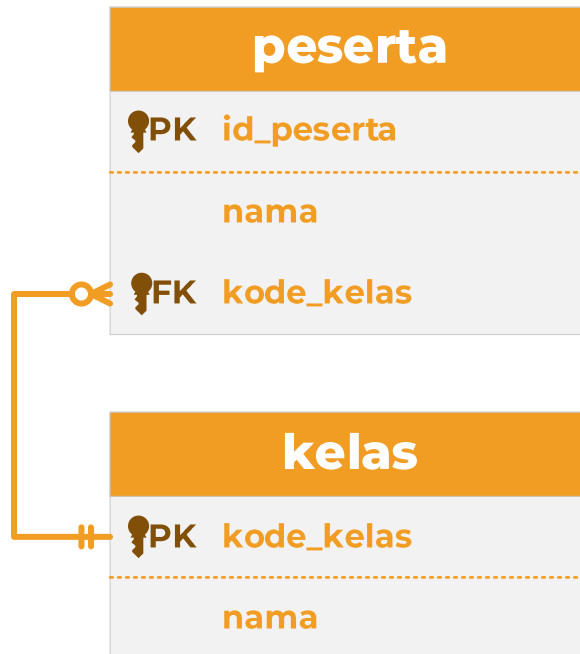 peserta
PK id_peserta
nama
FK kode_kelas
kelas
PK kode_kelas
nama